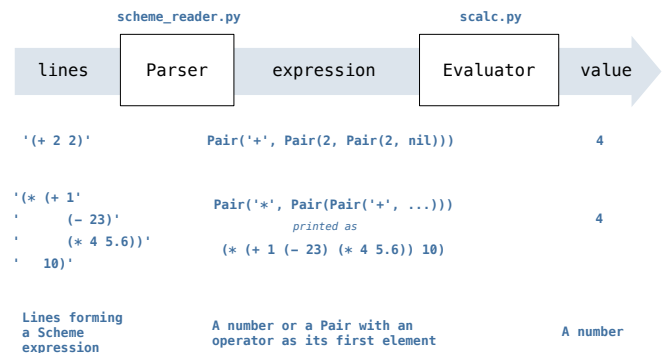 scheme_reader.py scalc.py
lines Parser expression Evaluator value
'(+ 2 2)' Pair('+', Pair(2, Pair(2, nil))) 4
'(* (+ 1'
' (- 23)'
' (* 4 5.6))'
' 10)'
Pair('*', Pair(Pair('+', ...)))
printed as
(* (+ 1 (- 23) (* 4 5.6)) 10)
4
Lines forming
a Scheme
expression
A number or a Pair with an
operator as its first element
A number